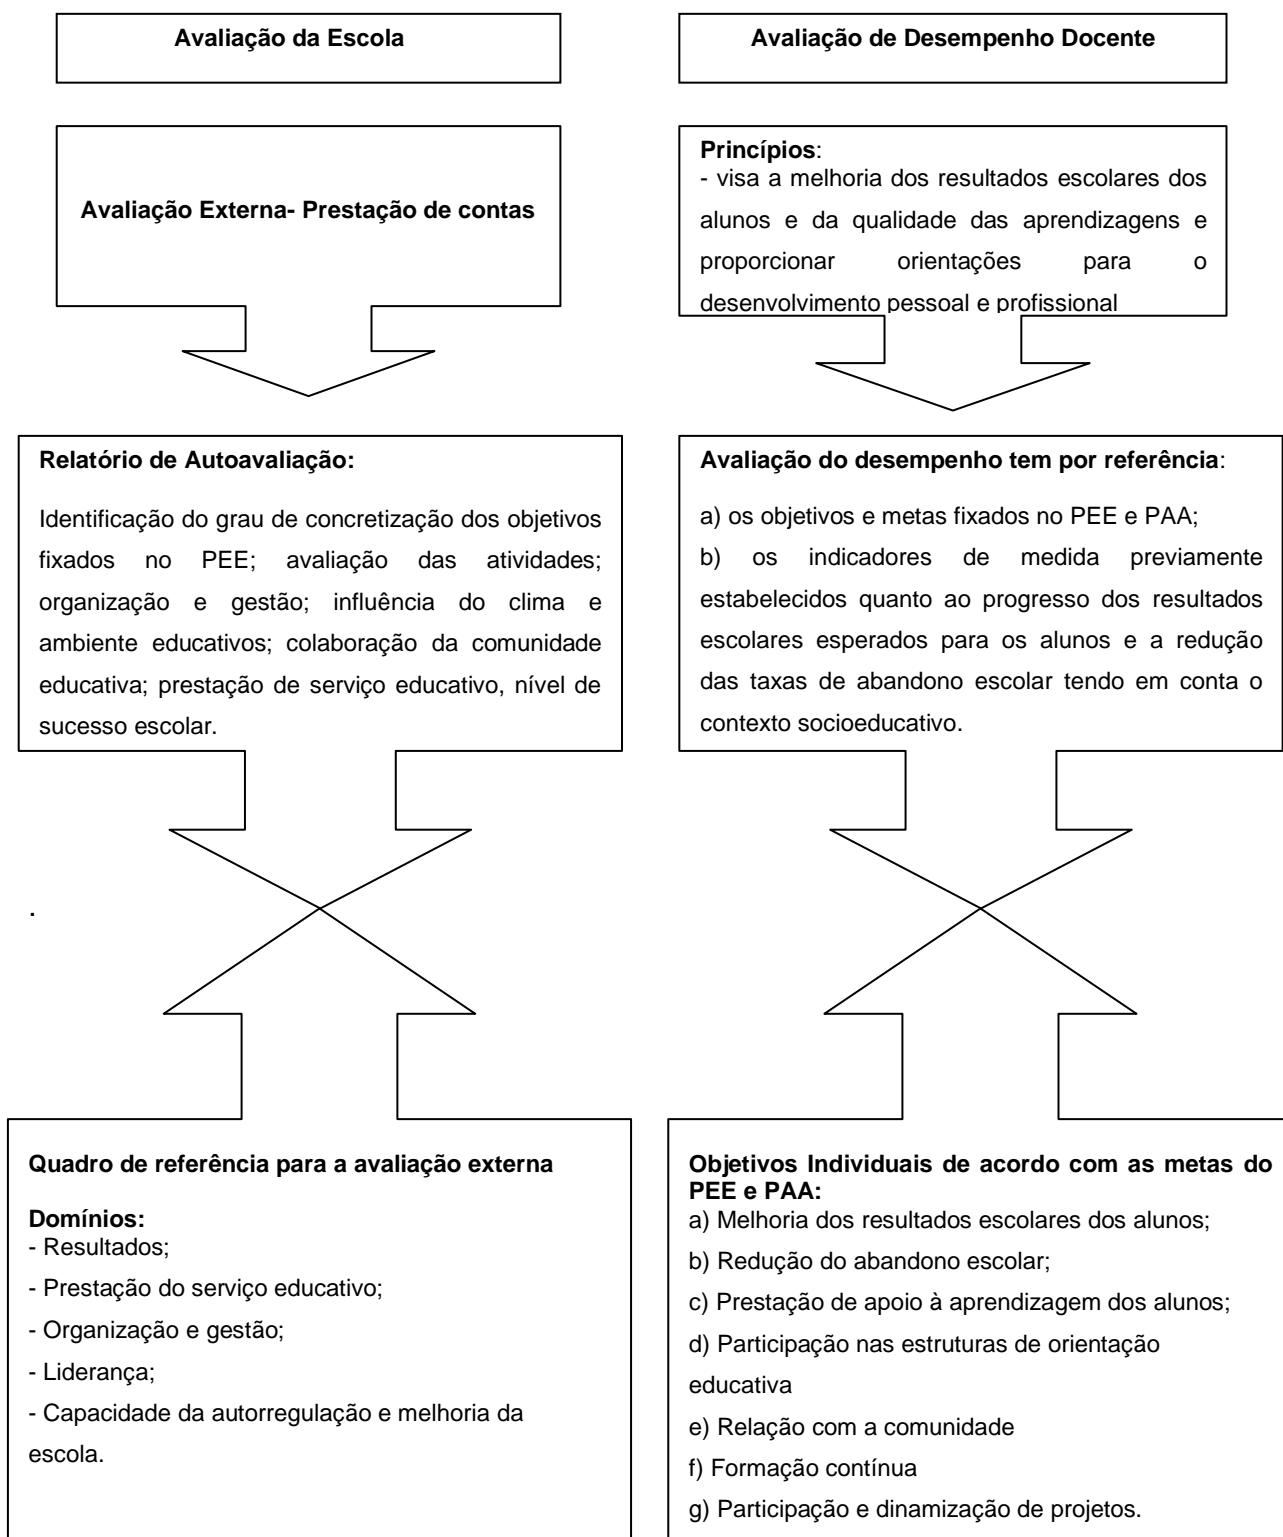 Avaliação da Escola
Avaliação Externa- Prestação de contas
Relatório de Autoavaliação:
Identificação do grau de concretização dos objetivos
fixados no PEE; avaliação das atividades;
organização e gestão; influência do clima e
ambiente educativos; colaboração da comunidade
educativa; prestação de serviço educativo, nível de
sucesso escolar.
.
Quadro de referência para a avaliação externa
Domínios:
- Resultados;
- Prestação do serviço educativo;
- Organização e gestão;
- Liderança;
- Capacidade da autorregulação e melhoria da
escola.
Avaliação de Desempenho Docente
Princípios:
- visa a melhoria dos resultados escolares dos
alunos e da qualidade das aprendizagens e
proporcionar orientações para o
desenvolvimento pessoal e profissional
Avaliação do desempenho tem por referência:
a) os objetivos e metas fixados no PEE e PAA;
b) os indicadores de medida previamente
estabelecidos quanto ao progresso dos resultados
escolares esperados para os alunos e a redução
das taxas de abandono escolar tendo em conta o
contexto socioeducativo.
Objetivos Individuais de acordo com as metas do
PEE e PAA:
a) Melhoria dos resultados escolares dos alunos;
b) Redução do abandono escolar;
c) Prestação de apoio à aprendizagem dos alunos;
d) Participação nas estruturas de orientação
educativa
e) Relação com a comunidade
f) Formação contínua
g) Participação e dinamização de projetos.